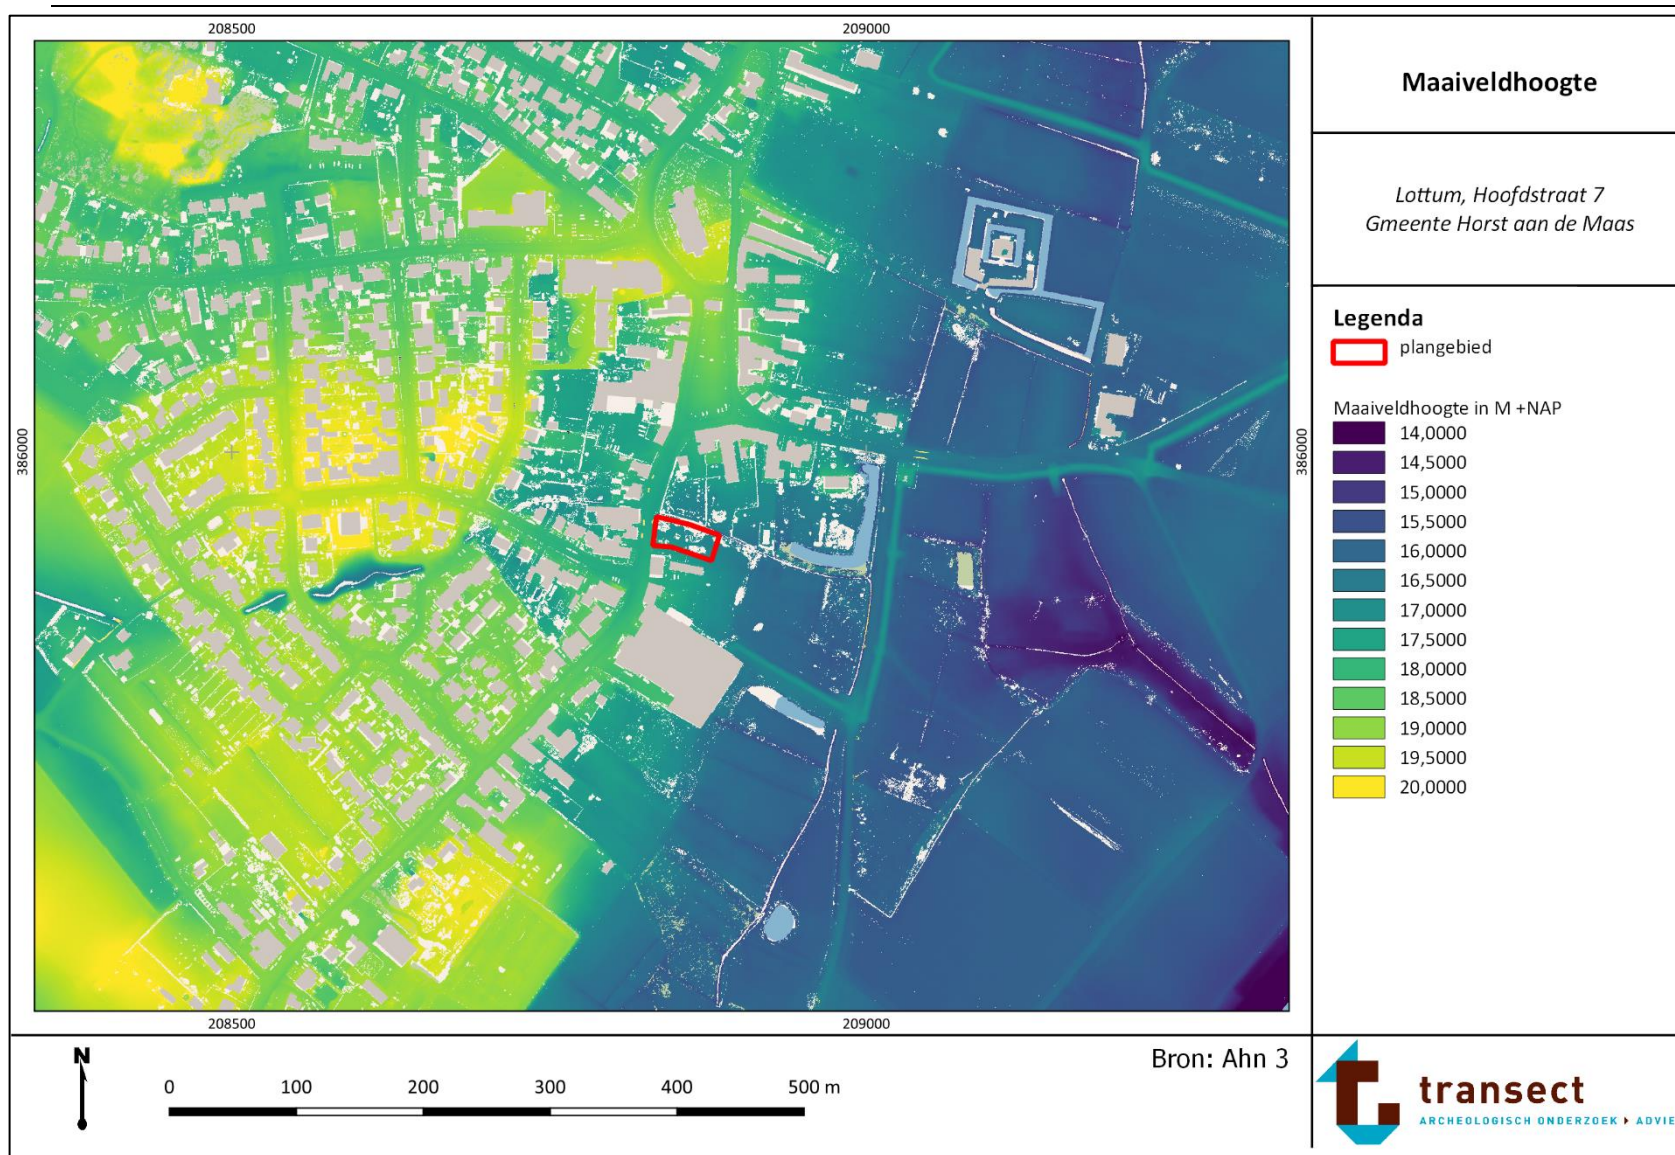 208500 209000
386000
386000
208500 209000
N
0 100 200 300 400 500 m
Bron: Ahn 3
Maaiveldhoogte
Lottum, Hoofdstraat 7
Gmeente Horst aan de Maas
Legenda
plangebied
Maaiveldhoogte in M +NAP
14,0000
14,5000
15,0000
15,5000
16,0000
16,5000
17,0000
17,5000
18,0000
18,5000
19,0000
19,5000
20,0000
transect
ARCHEOLOGISCH ONDERZOEK ADVIE